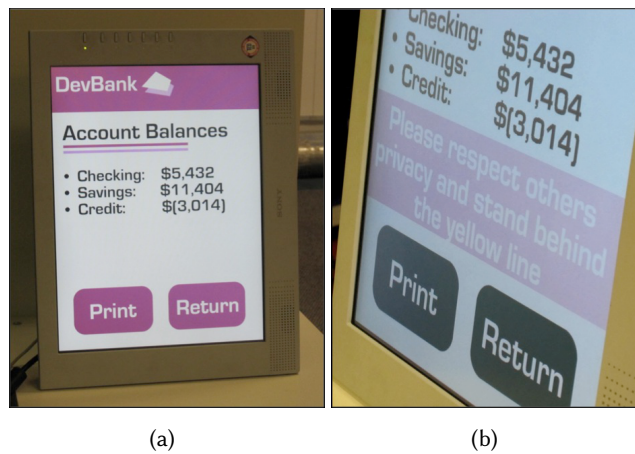 DevBank
Account Balances
• Checking: $5,432
• Savings: $11,404
• Credit: $(3,014)
Print
Return
Checking: $5,432
• Savings: $11,404
• Credit: $(3,014)
Please respect others
privacy and stand behind
the yellow line
Print
Return
(a)
(b)